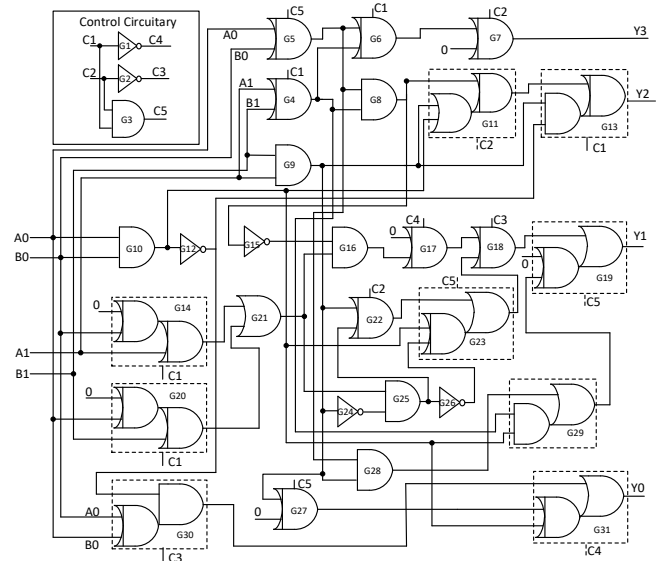 Control Circuitary
C1 G1 C4
C2 G2 C3
G3 C5
A0 B0 C5 G5
C1 G6
C2 0 G7 Y3
A1 B1 C1 G4
G8
G11 C2
G13 C1 Y2
G9
A0 B0 G10
G12
G15
G16
C4 0 G17
C3 G18
0 G19 C5 Y1
0 G14 C1
G21
C2 G22
C5 G23
A1
B1
0 G20 C1
G24
G25
G26
G29
G28
A0 B0 G30 C3
C5 0 G27
G31 C4 Y0